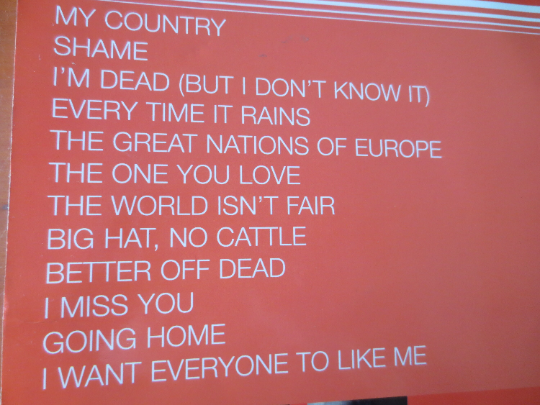 MY COUNTRY
SHAME
I'M DEAD (BUT I DON'T KNOW IT)
EVERY TIME IT RAINS
THE GREAT NATIONS OF EUROPE
THE ONE YOU LOVE
THE WORLD ISN'T FAIR
BIG HAT, NO CATTLE
BETTER OFF DEAD
I MISS YOU
GOING HOME
I WANT EVERYONE TO LIKE ME